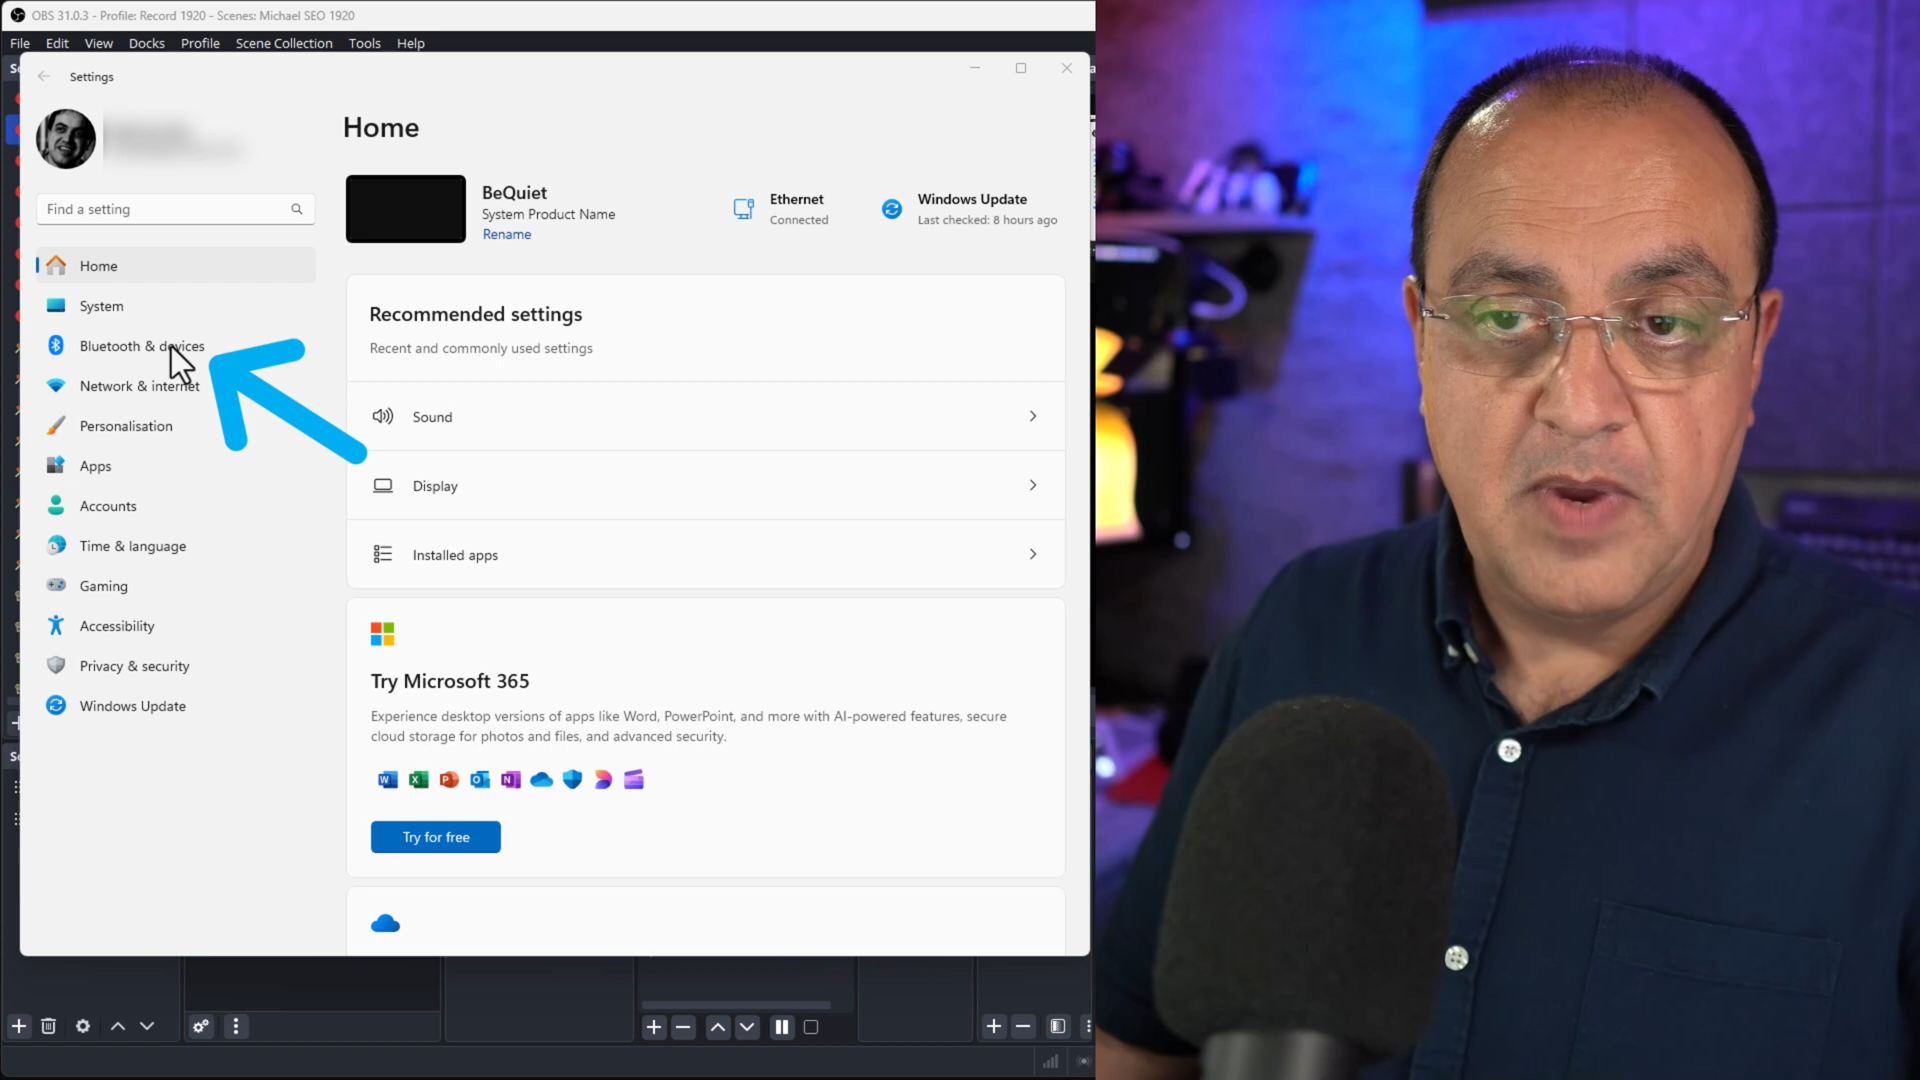 OBS 31.0.3 - Profile: Record 1920 - Scenes: Michael SEO 1920
File Edit View Docks Profile Scene Collection Tools Help
Settings
Home
BeQuiet
System Product Name
Rename
Ethernet
Connected
Windows Update
Last checked: 8 hours ago
Find a setting
Home
System
Bluetooth & devices
Network & internet
Personalisation
Apps
Accounts
Time & language
Gaming
Accessibility
Privacy & security
Windows Update
Recommended settings
Recent and commonly used settings
Sound
Display
Installed apps
Try Microsoft 365
Experience desktop versions of apps like Word, PowerPoint, and more with AI-powered features, secure
cloud storage for photos and files, and advanced security.
Try for free